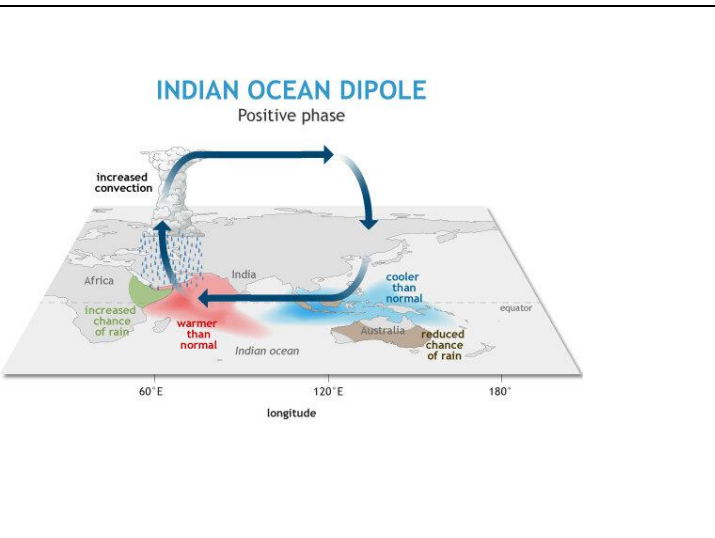 INDIAN OCEAN DIPOLE
Positive phase
increased
convection
Africa
India
cooler
than
normal
increased
chance
of rain
warmer
than
normal
equator
Australia
reduced
chance
of rain
Indian ocean
60°E
120°E
180°
longitude